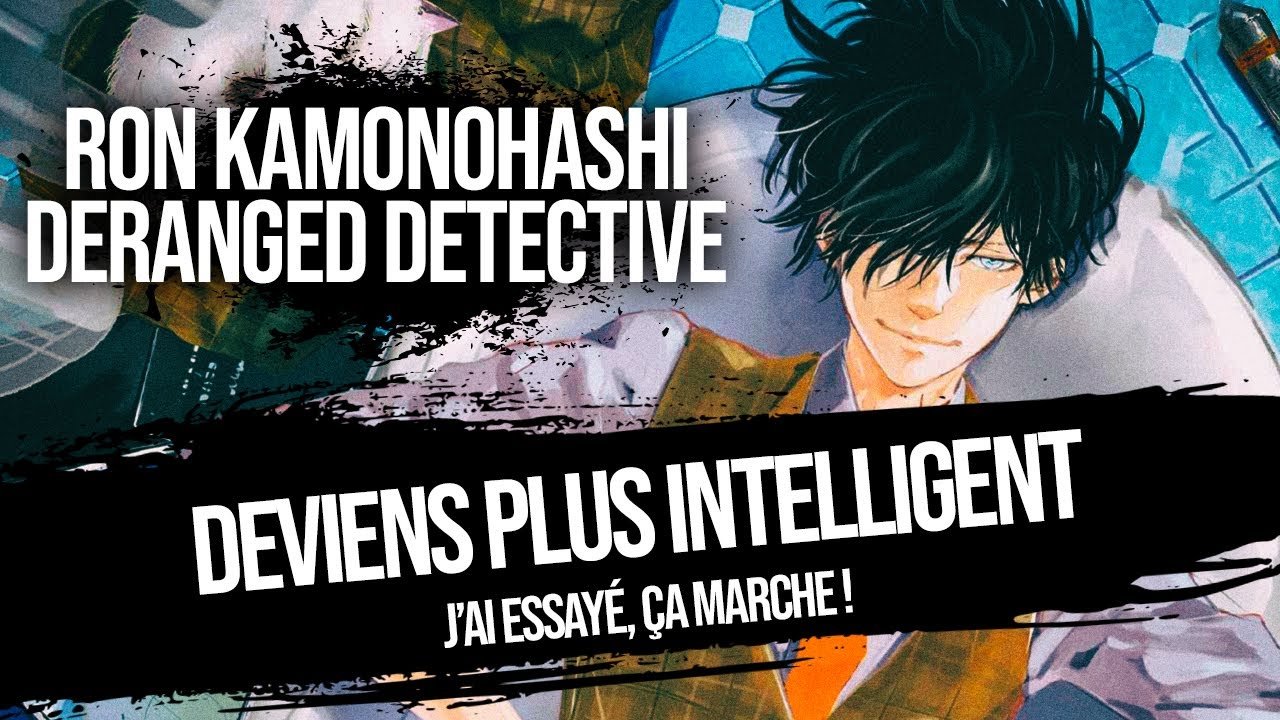 RON KAMONOHASHI
DERANGED DETECTIVE
DEVIENS PLUS INTELLIGENT
J'AI ESSAYÉ, ÇA MARCHE !